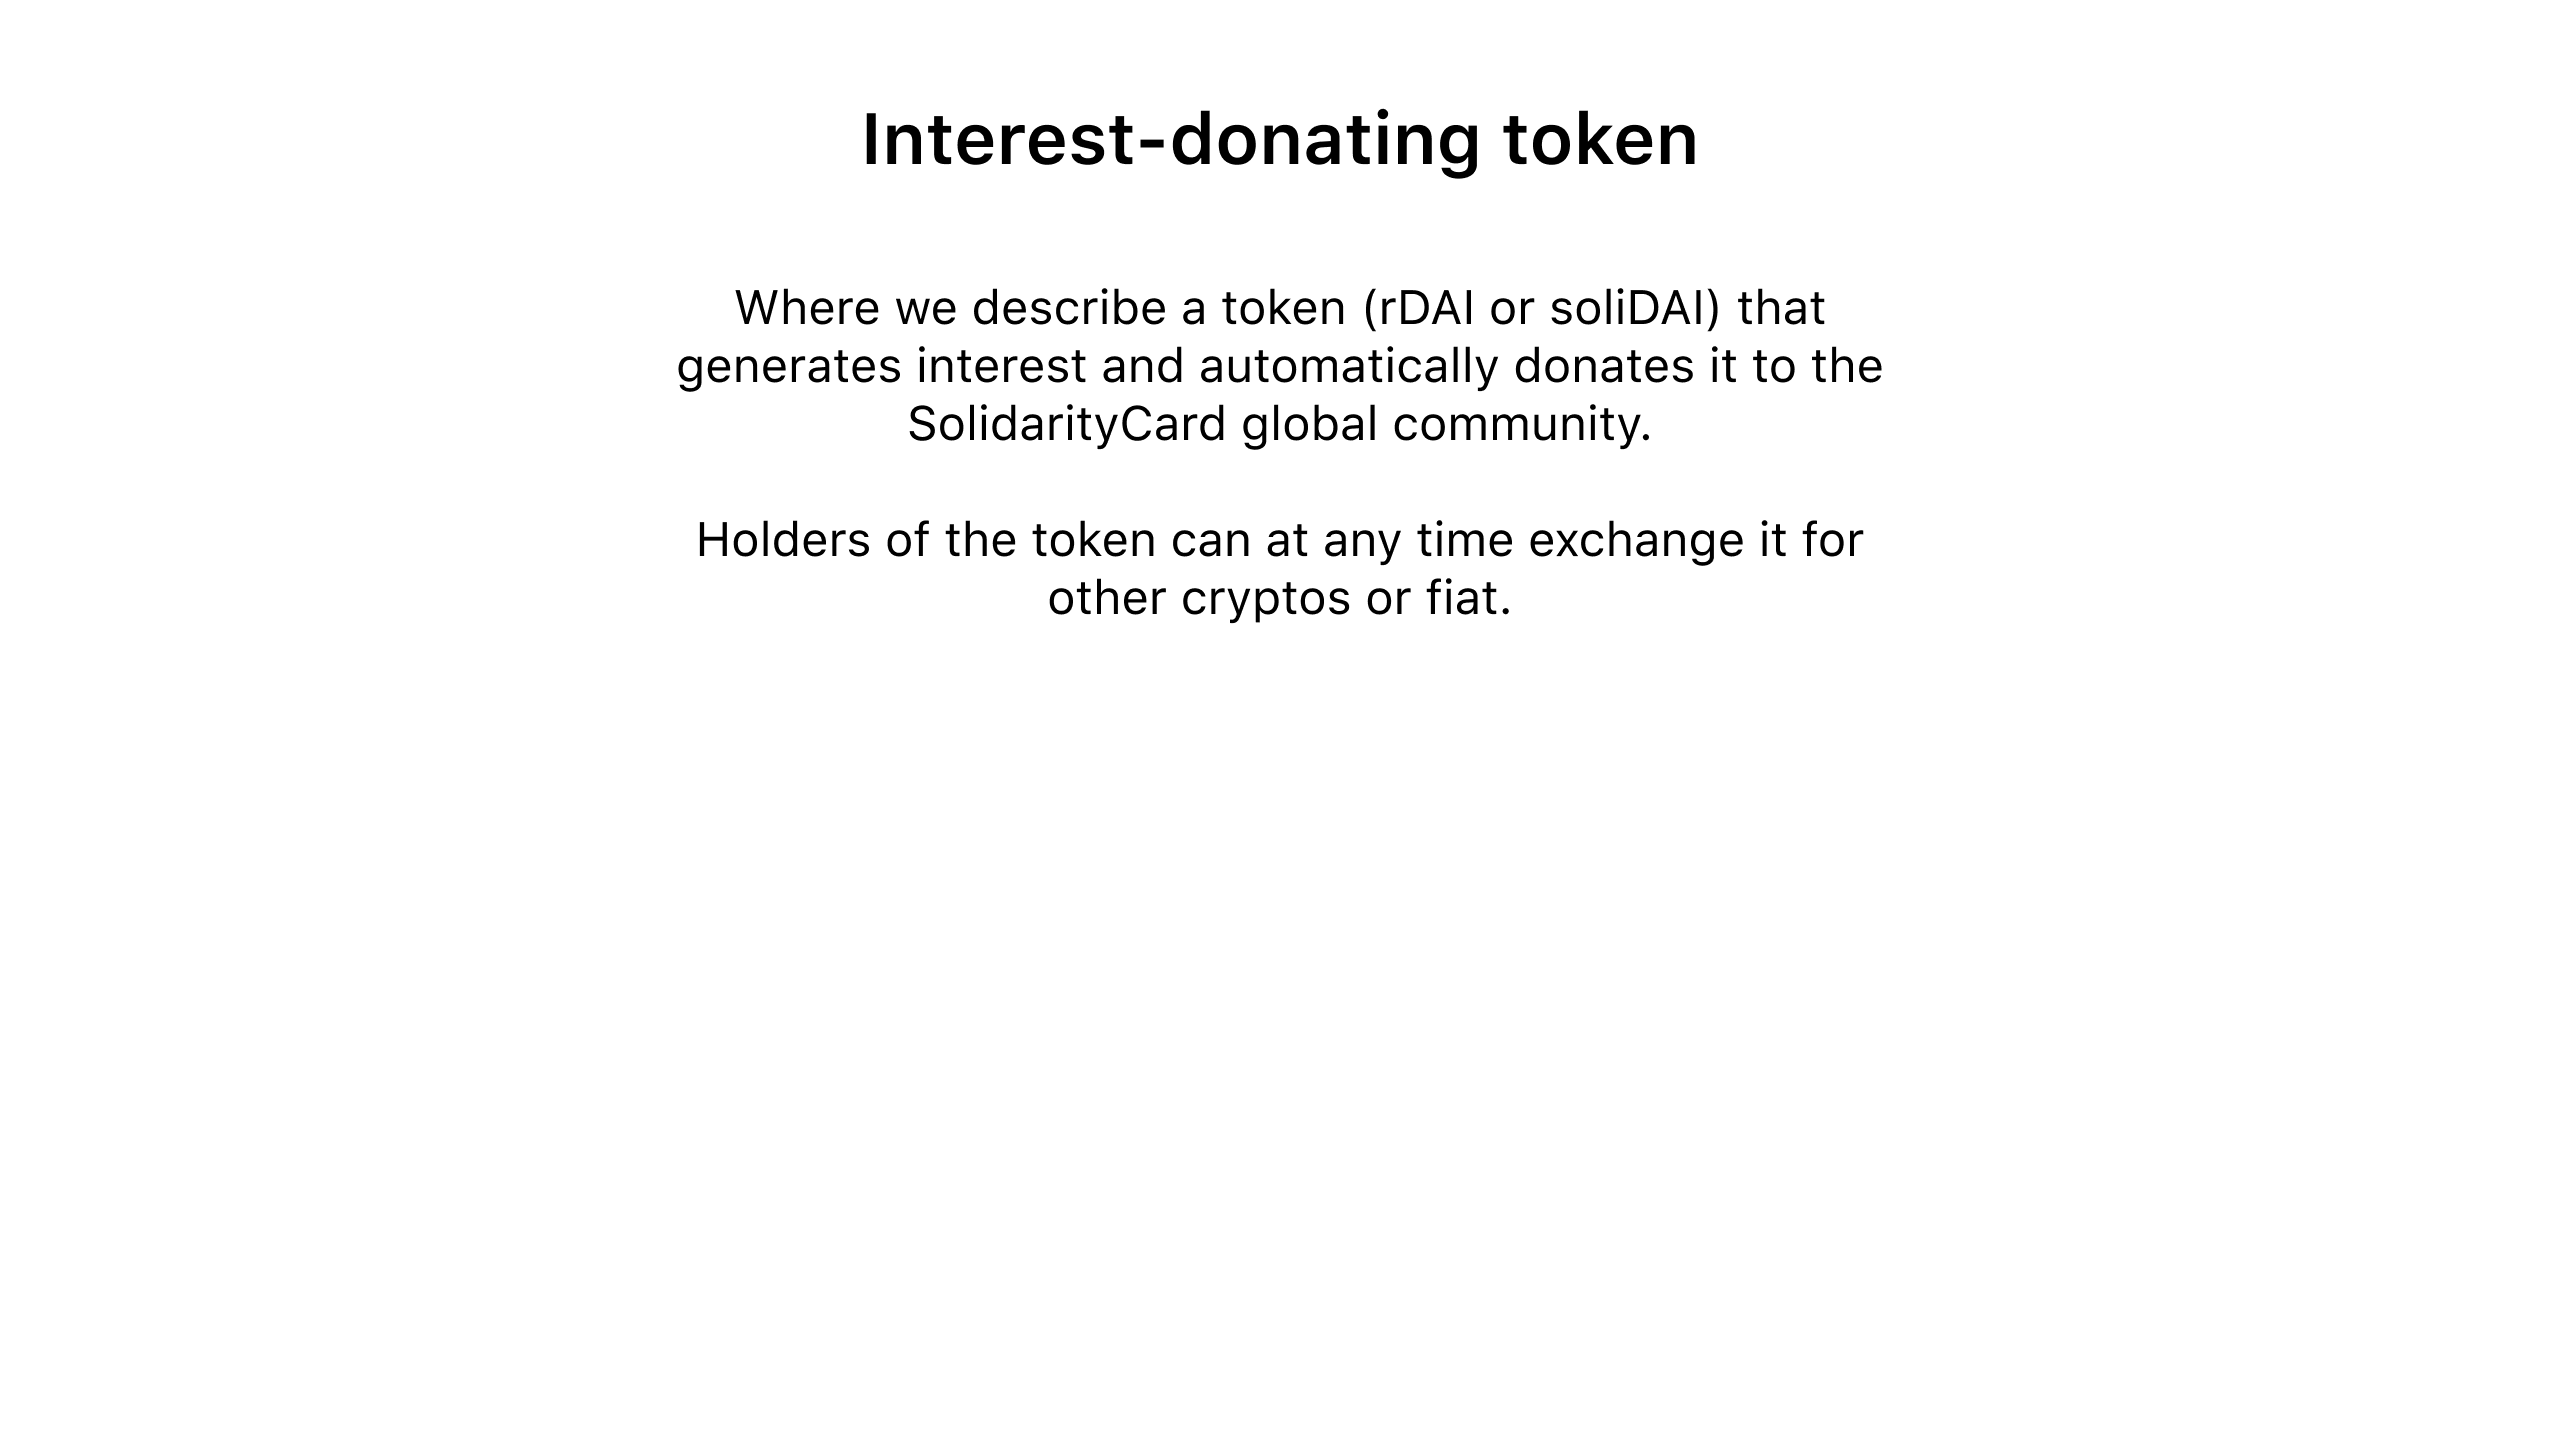 Interest-donating token
Where we describe a token (rDAI or soliDAI) that
generates interest and automatically donates it to the
SolidarityCard global community.
Holders of the token can at any time exchange it for
other cryptos or fiat.